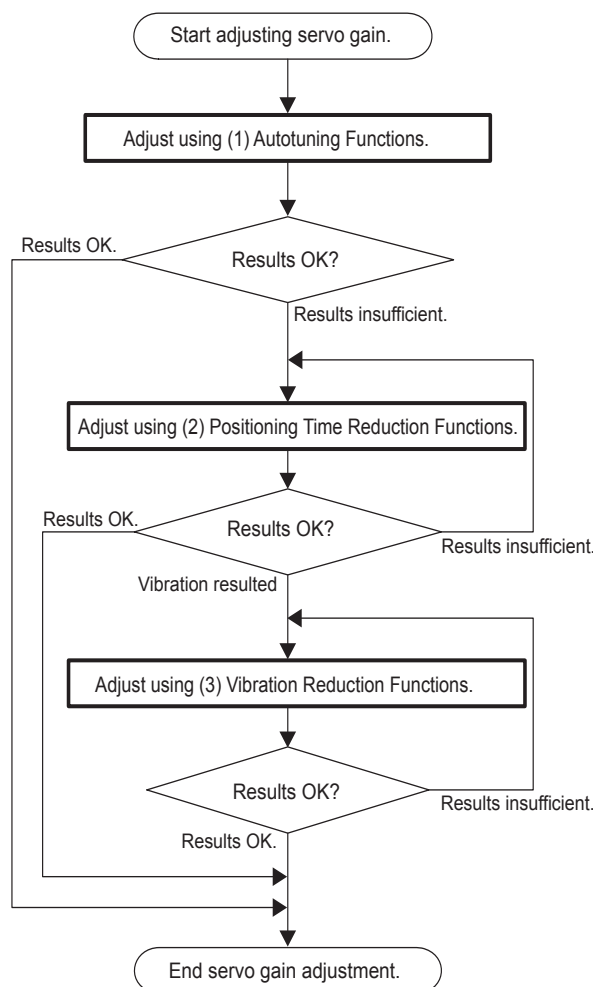 Start adjusting servo gain.
Adjust using (1) Autotuning Functions.
Results OK.
Results OK?
Results insufficient.
Adjust using (2) Positioning Time Reduction Functions.
Results OK.
Results OK?
Results insufficient.
Vibration resulted
Adjust using (3) Vibration Reduction Functions.
Results OK?
Results insufficient.
Results OK.
End servo gain adjustment.